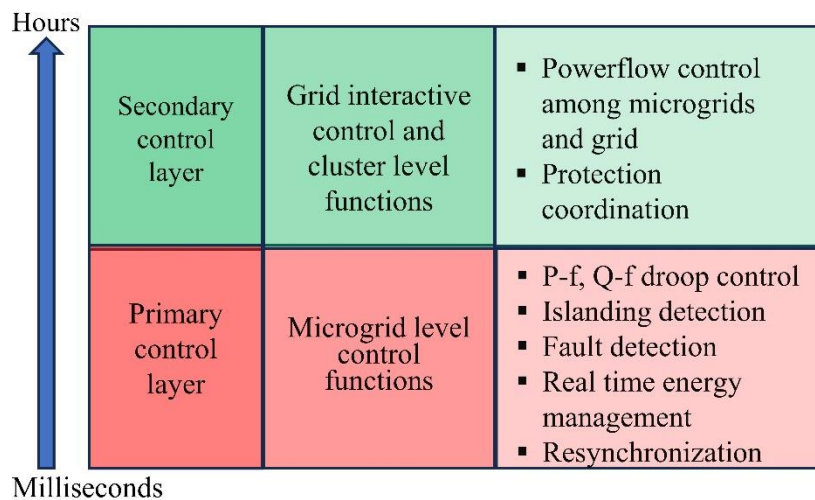 Hours
Secondary
control
layer
Grid interactive
control and
cluster level
functions
▪ Powerflow control
among microgrids
and grid
▪ Protection
coordination
Primary
control
layer
Microgrid level
control
functions
▪ P-f, Q-f droop control
▪ Islanding detection
▪ Fault detection
▪ Real time energy
management
▪ Resynchronization
Milliseconds